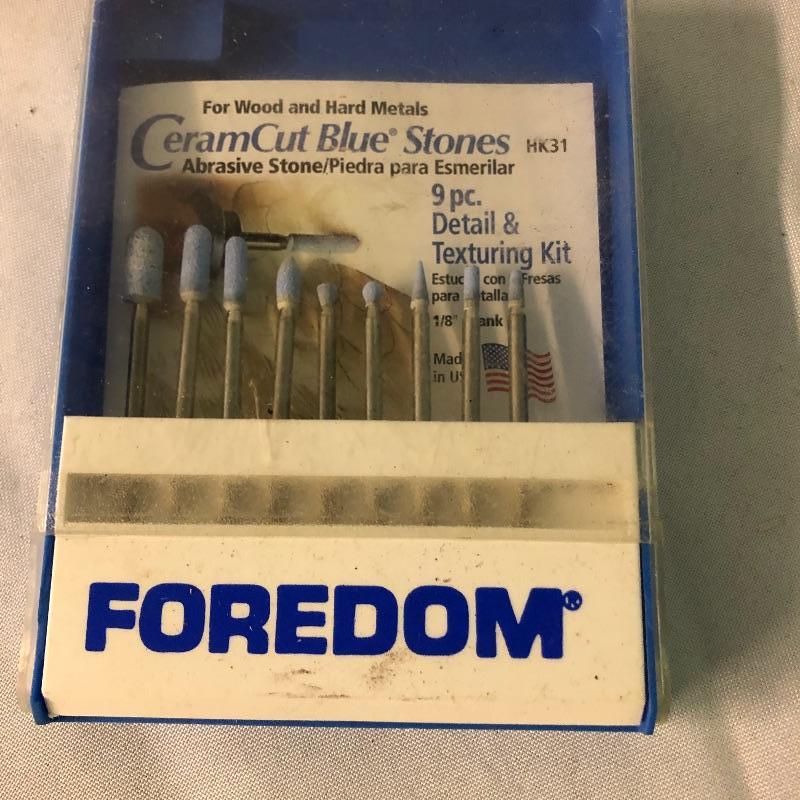 For Wood and Hard Metals
CeramCut Blue® Stones HK31
Abrasive Stone/Piedra para Esmerilar
9 pc.
Detail &
Texturing Kit
con Fresas
para
1/8"
Made
in
FOREDOM®